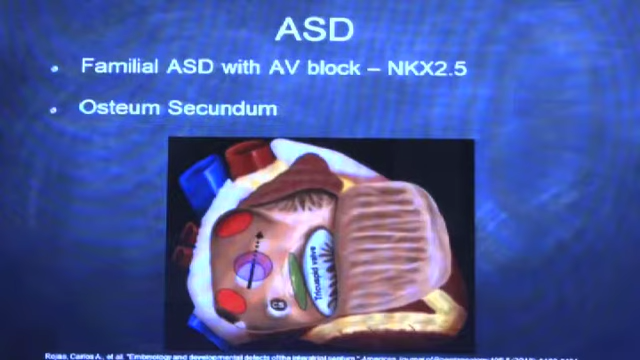 ASD
• Familial ASD with AV block – NKX2.5
• Osteum Secundum
Tricuspid valve
CS
Rojas, Carlos A., et al. "Embryology and developmental defects of the interatrial septum." American Journal of Roentgenology